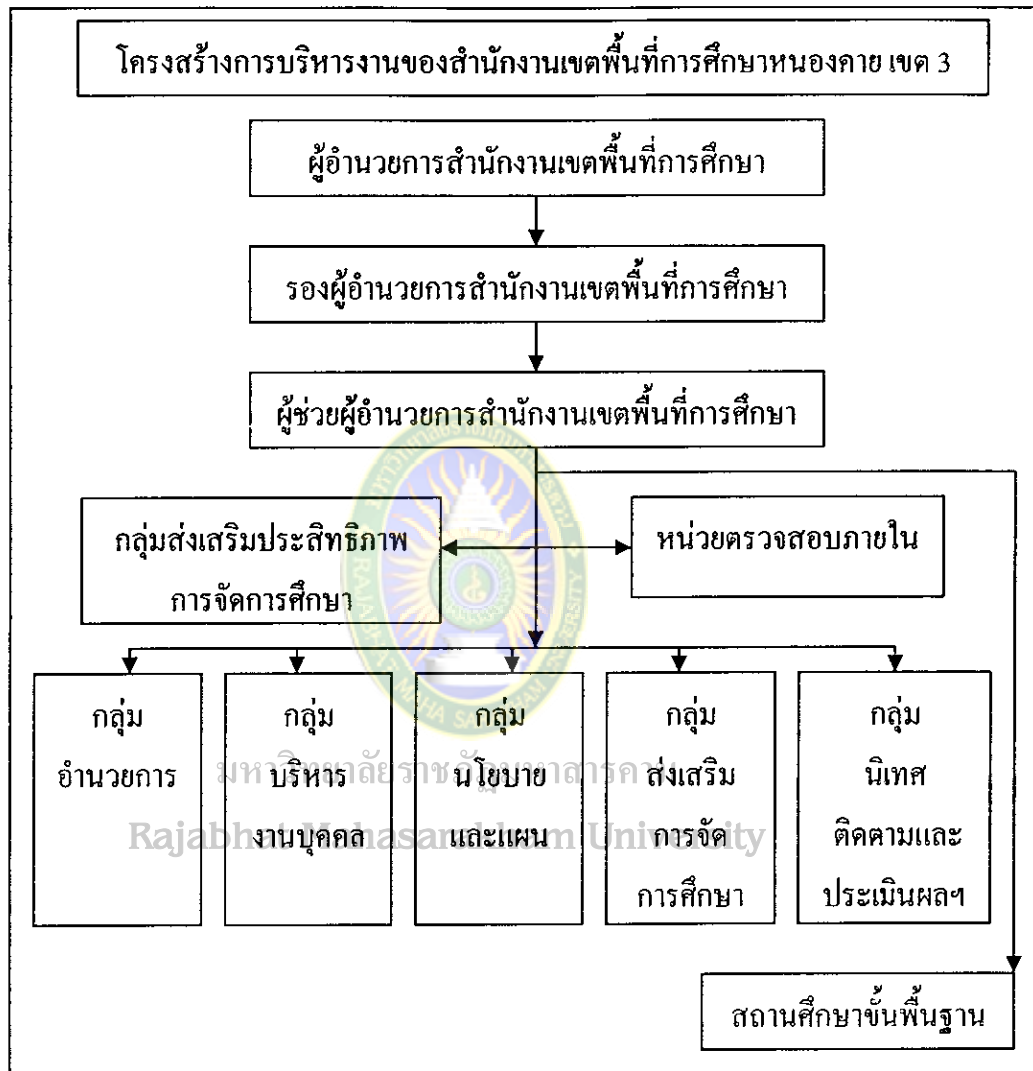 โครงสร้างการบริหารงานของสำนักงานเขตพื้นที่การศึกษาหนองคาย เขต 3
ผู้อำนวยการสำนักงานเขตพื้นที่การศึกษา
รองผู้อำนวยการสำนักงานเขตพื้นที่การศึกษา
ผู้ช่วยผู้อำนวยการสำนักงานเขตพื้นที่การศึกษา
กลุ่มส่งเสริมประสิทธิภาพ
การจัดการศึกษา
หน่วยตรวจสอบภายใน
กลุ่ม
อำนวยการ
กลุ่ม
บริหาร
งานบุคคล
กลุ่ม
นโยบาย
และแผน
กลุ่ม
ส่งเสริม
การจัด
การศึกษา
กลุ่ม
นิเทศ
ติดตามและ
ประเมินผลฯ
สถานศึกษาขั้นพื้นฐาน
มหาวิทยาลัยราชภัฏมหาสารคาม
Rajabhat Mahasarakham University